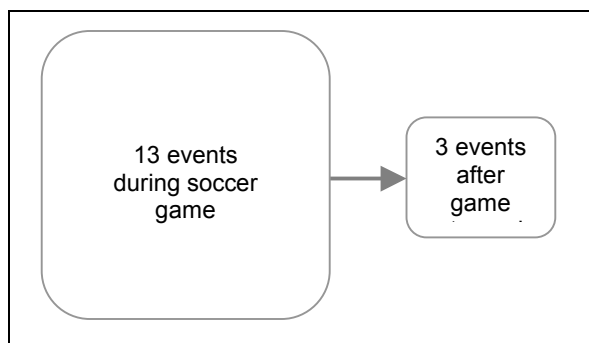 13 events
during soccer
game
3 events
after
game